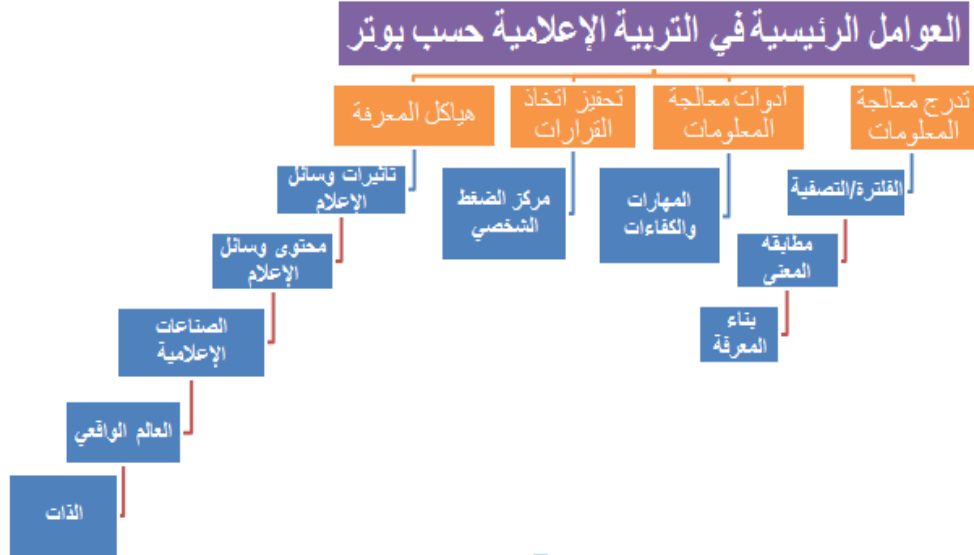 العوامل الرئيسية في التربية الإعلامية حسب بوتر
تدرج معالجة
المعلومات
أدوات معالجة
المعلومات
تحفيز اتخاذ
القرارات
هياكل المعرفة
الفلترة/التصفية
مطابقه
المعنى
بناء
المعرفة
المهارات
والكفاءات
مركز الضغط
الشخصي
تاثيرات وسائل
الإعلام
محتوى وسائل
الإعلام
الصناعات
الإعلامية
العالم الواقعي
الذات